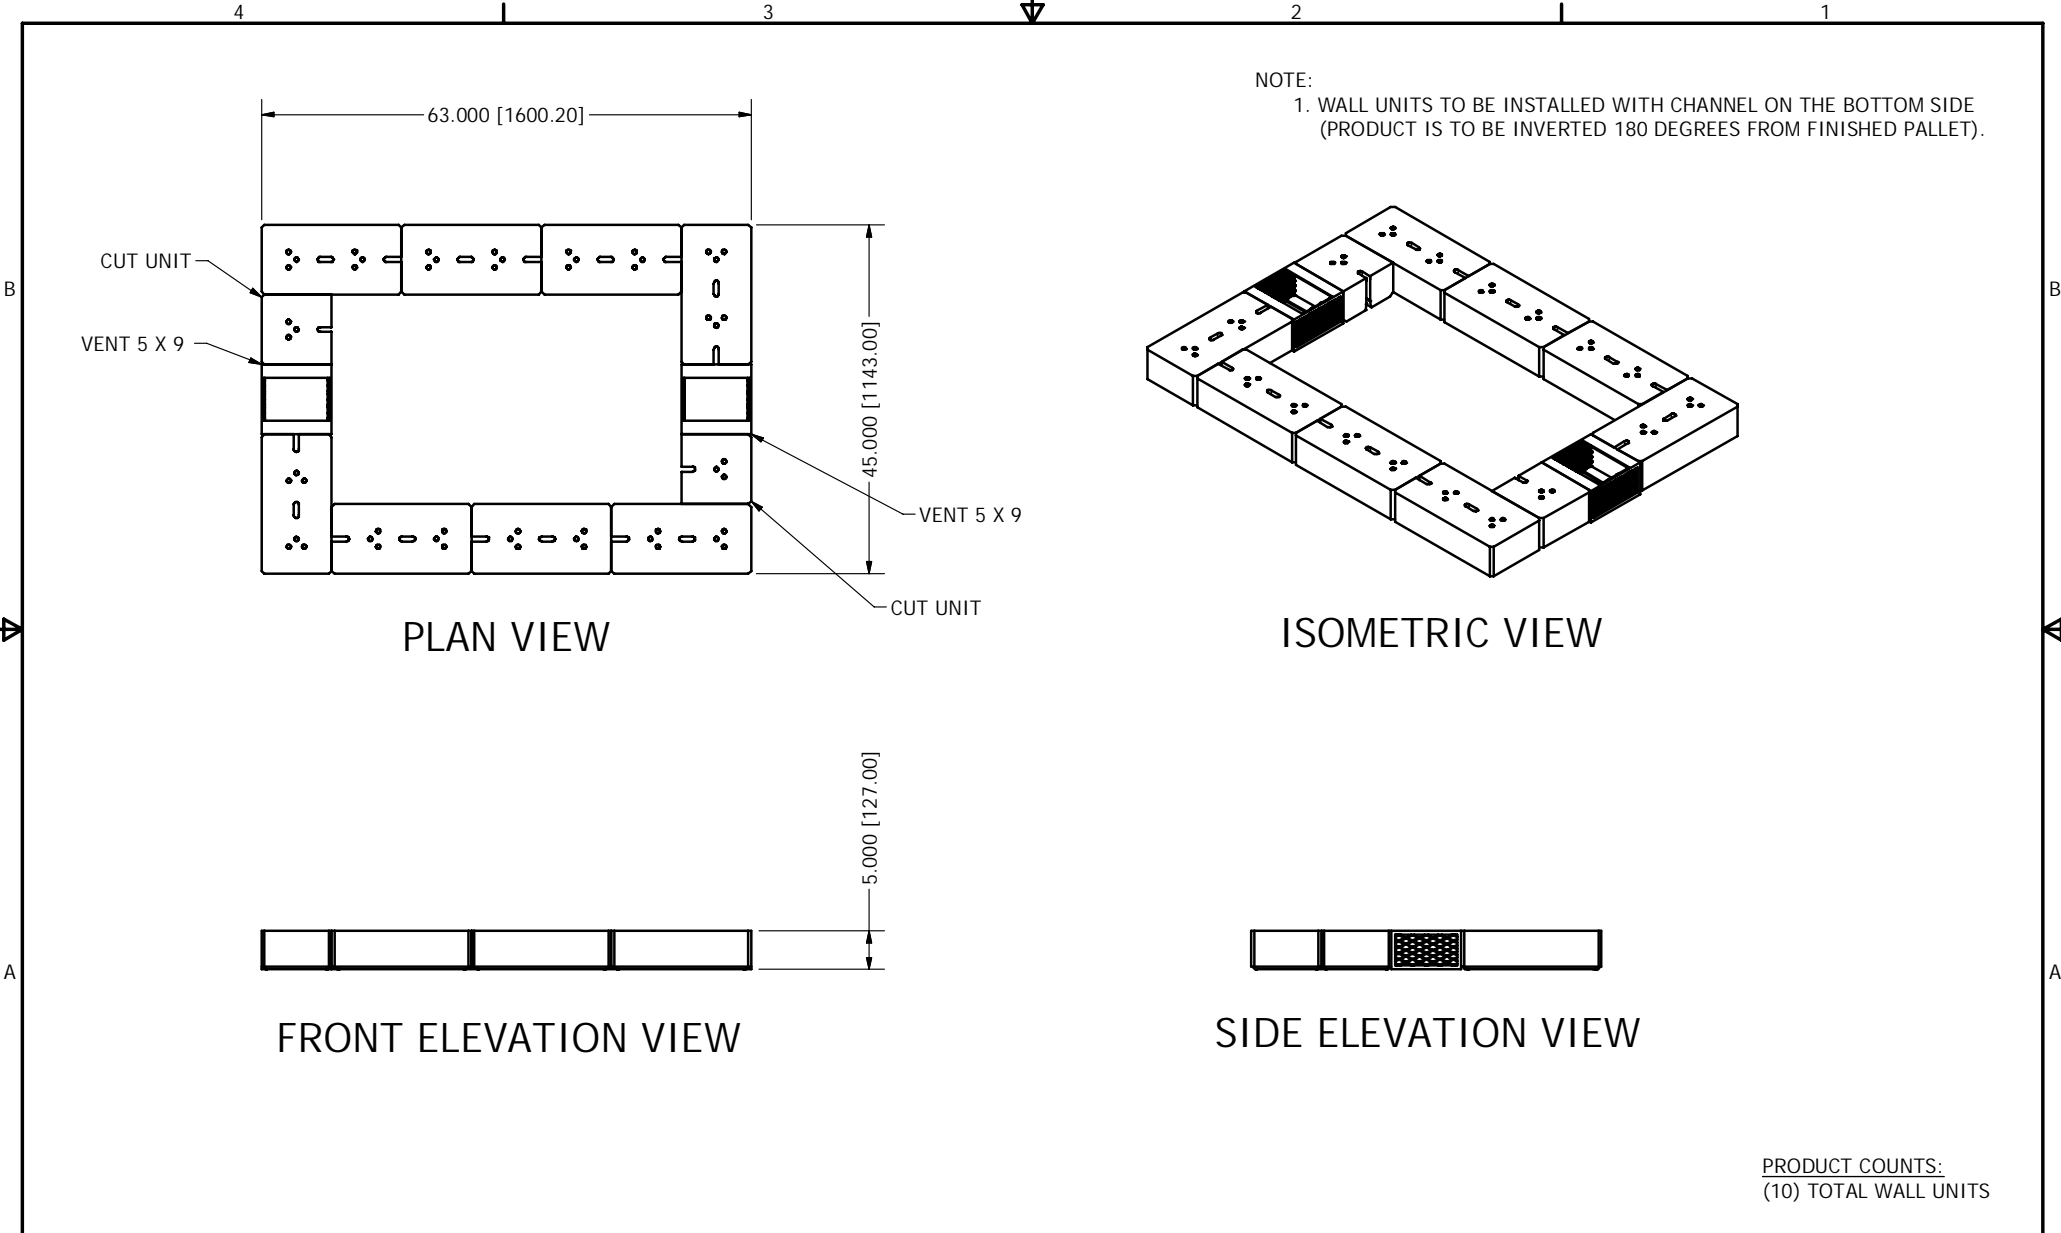 4
3
2
1
NOTE:
1. WALL UNITS TO BE INSTALLED WITH CHANNEL ON THE BOTTOM SIDE
(PRODUCT IS TO BE INVERTED 180 DEGREES FROM FINISHED PALLET).
63.000 [1600.20]
CUT UNIT
B
B
VENT 5 X 9
45.000 [1143.00]
VENT 5 X 9
CUT UNIT
PLAN VIEW
ISOMETRIC VIEW
5.000 [127.00]
A
A
FRONT ELEVATION VIEW
SIDE ELEVATION VIEW
PRODUCT COUNTS:
(10) TOTAL WALL UNITS